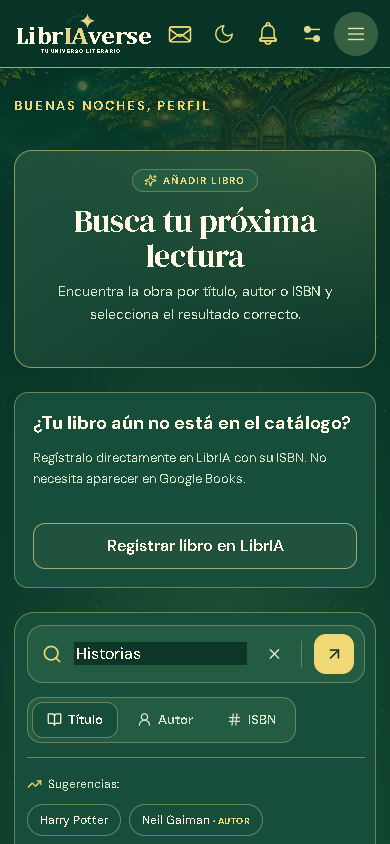 LibrIAverse
TU UNIVERSO LITERARIO
BUENAS NOCHES, PERFIL
AÑADIR LIBRO
Busca tu próxima
lectura
Encuentra la obra por título, autor o ISBN y
selecciona el resultado correcto.
¿Tu libro aún no está en el catálogo?
Regístralo directamente en LibrIA con su ISBN. No
necesita aparecer en Google Books.
Registrar libro en LibrIA
Historias
Título Autor ISBN
Sugerencias:
Harry Potter Neil Gaiman · AUTOR